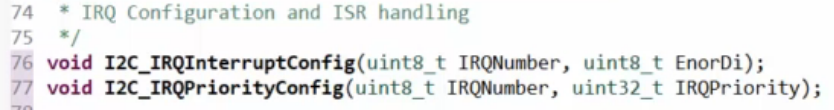 74 * IRQ Configuration and ISR handling
75 */
76 void I2C_IRQInterruptConfig(uint8_t IRQNumber, uint8_t EnorDi);
77 void I2C_IRQPriorityConfig(uint8_t IRQNumber, uint32_t IRQPriority);